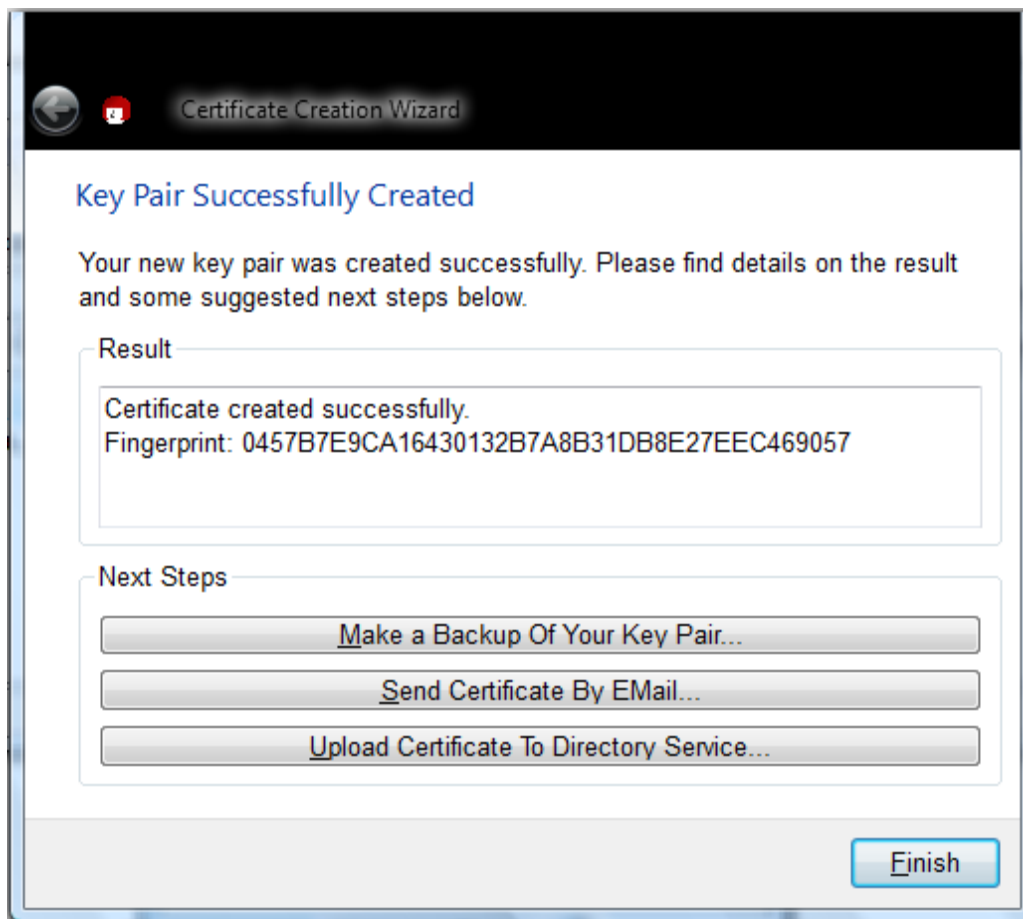 Certificate Creation Wizard
Key Pair Successfully Created
Your new key pair was created successfully. Please find details on the result
and some suggested next steps below.
Result
Certificate created successfully.
Fingerprint: 0457B7E9CA16430132B7A8B31DB8E27EEC469057
Next Steps
Make a Backup Of Your Key Pair...
Send Certificate By EMail...
Upload Certificate To Directory Service...
Finish